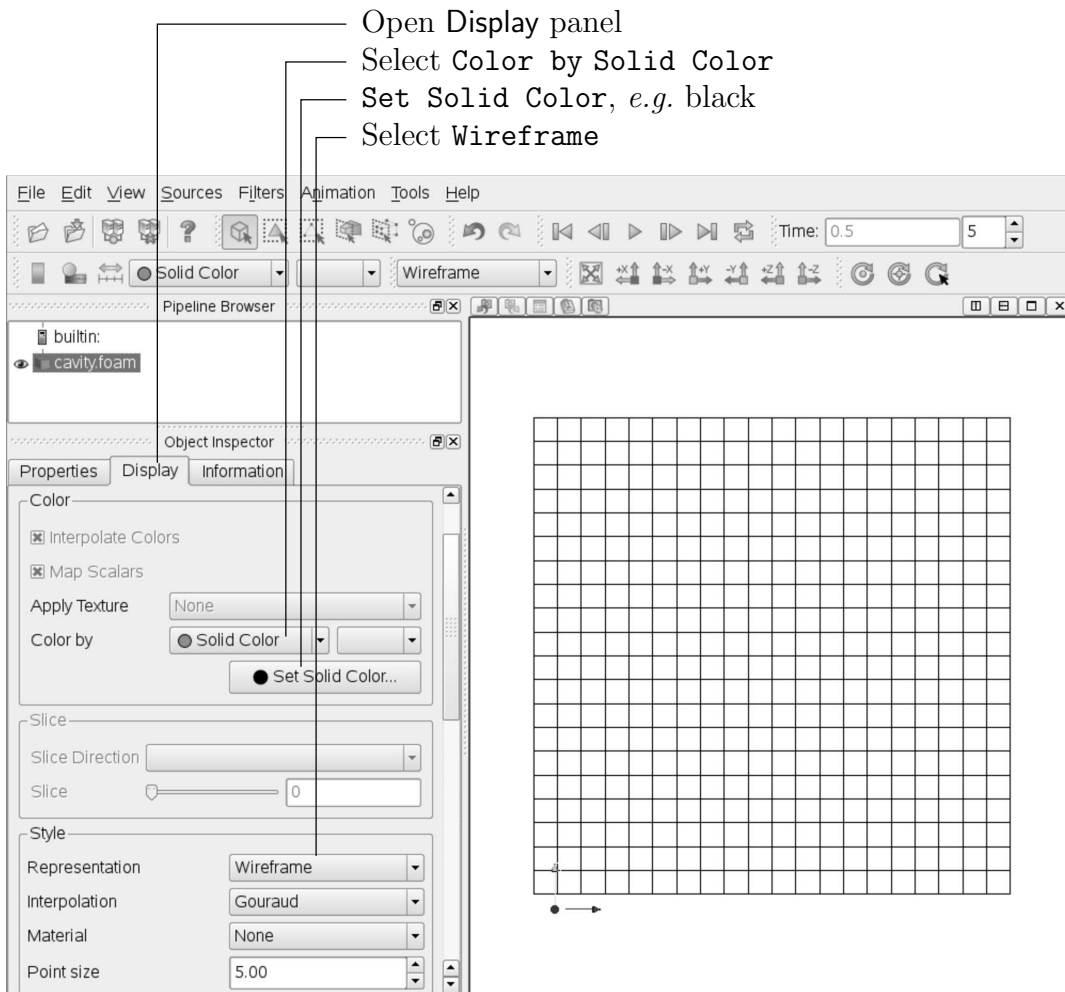 Open Display panel
Select Color by Solid Color
Set Solid Color, e.g. black
Select Wireframe
File Edit View Sources Filters Animation Tools Help
? +X -X +Y -Y +Z -Z Time: 0.5 5
Solid Color Wireframe
Pipeline Browser
builtin:
cavity.foam
Object Inspector
Properties Display Information
Color
Interpolate Colors
Map Scalars
Apply Texture None
Color by Solid Color
Set Solid Color...
Slice
Slice Direction
Slice 0
Style
Representation Wireframe
Interpolation Gouraud
Material None
Point size 5.00